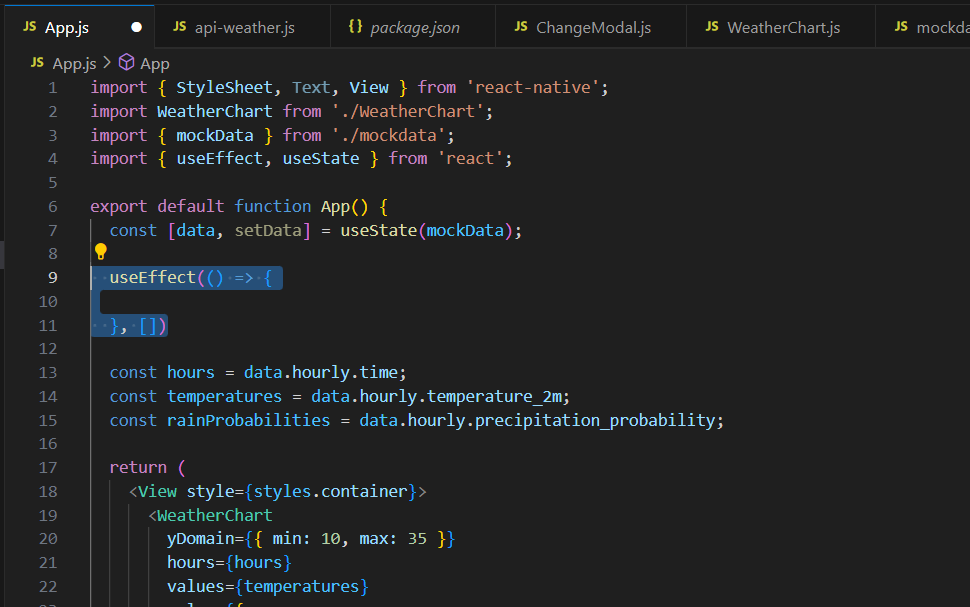 JS App.js ● JS api-weather.js {} package.json JS ChangeModal.js JS WeatherChart.js JS mockda
JS App.js > App
1 import { StyleSheet, Text, View } from 'react-native';
2 import WeatherChart from './WeatherChart';
3 import { mockData } from './mockdata';
4 import { useEffect, useState } from 'react';
5
6 export default function App() {
7 const [data, setData] = useState(mockData);
8
9 useEffect(() => {
10
11 }, [])
12
13 const hours = data.hourly.time;
14 const temperatures = data.hourly.temperature_2m;
15 const rainProbabilities = data.hourly.precipitation_probability;
16
17 return (
18 <View style={styles.container}>
19 <WeatherChart
20 yDomain={{ min: 10, max: 35 }}
21 hours={hours}
22 values={temperatures}